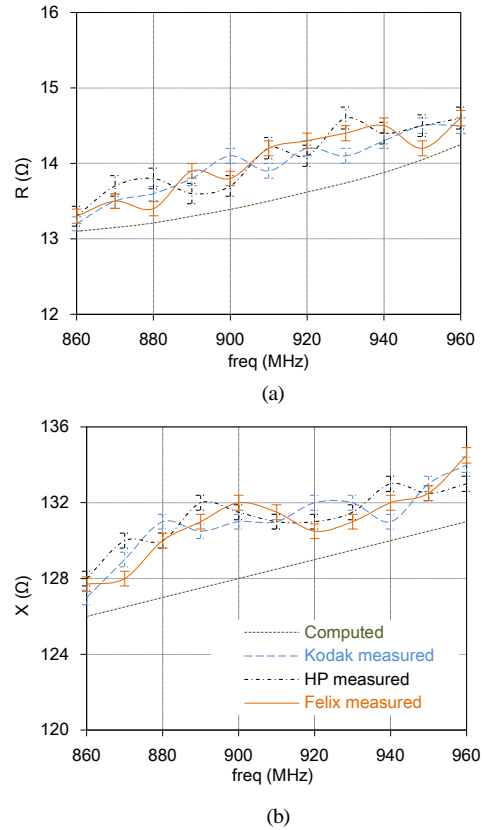 16
15
14
13
12
R (Ω)
860 880 900 920 940 960
freq (MHz)
(a)
136
132
128
124
120
X (Ω)
Computed
Kodak measured
HP measured
Felix measured
860 880 900 920 940 960
freq (MHz)
(b)